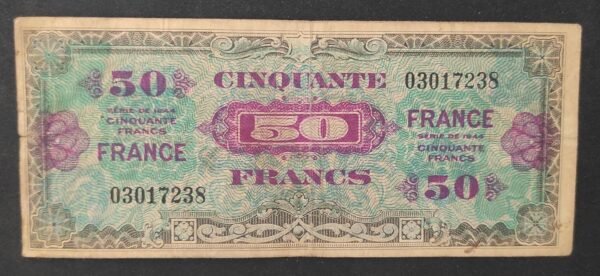 50
SÉRIE DE 1944
CINQUANTE
FRANCS
FRANCE
03017238
CINQUANTE
50
FRANCS
03017238
FRANCE
SÉRIE DE 1944
CINQUANTE
FRANCS
50